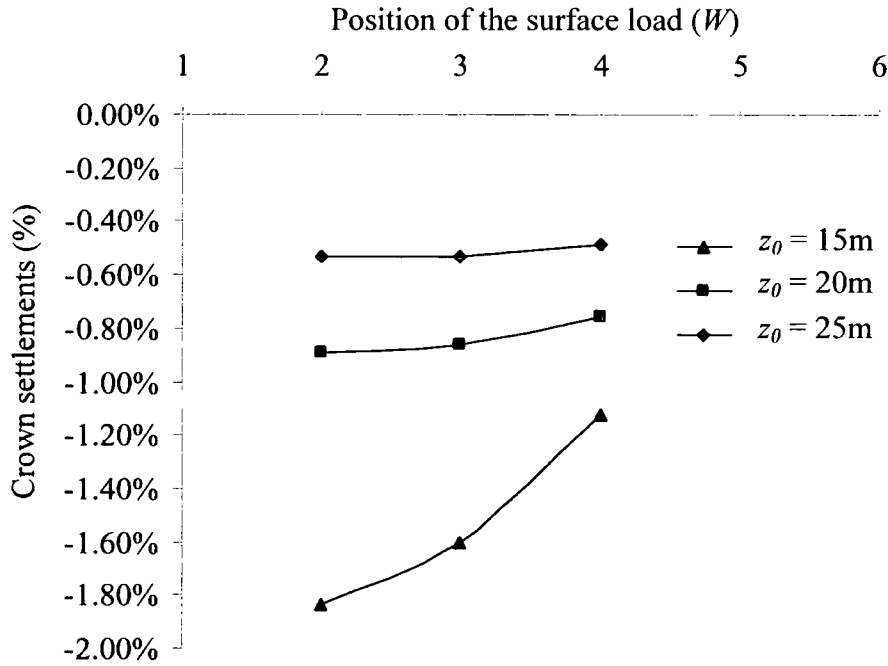 Position of the surface load (W)
1 2 3 4 5 6
0.00%
-0.20%
-0.40%
-0.60%
-0.80%
-1.00%
-1.20%
-1.40%
-1.60%
-1.80%
-2.00%
Crown settlements (%)
z0 = 15m
z0 = 20m
z0 = 25m